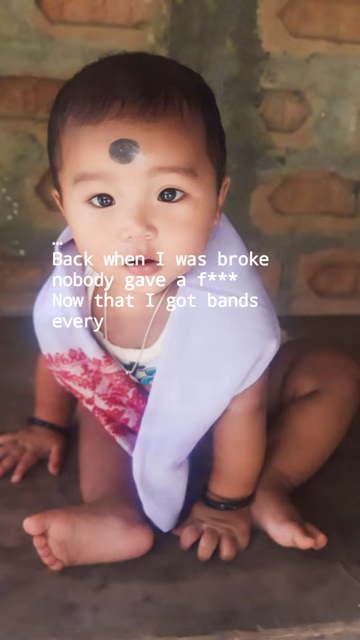 ...
Back when I was broke
nobody gave a f***
Now that I got bands
every